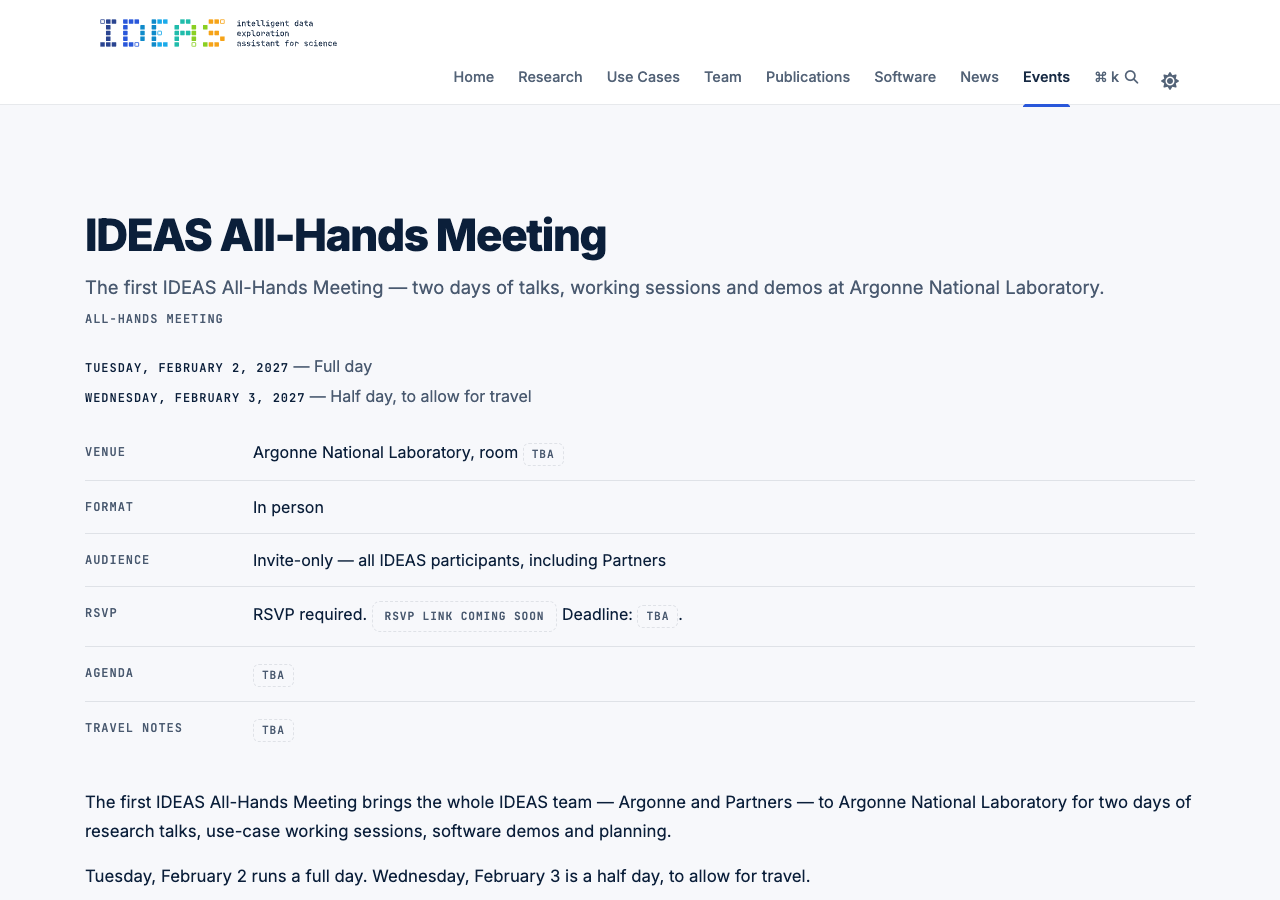 IDEAS
intelligent data
exploration
assistant for science
Home Research Use Cases Team Publications Software News Events ⌘ k
IDEAS All-Hands Meeting
The first IDEAS All-Hands Meeting — two days of talks, working sessions and demos at Argonne National Laboratory.
ALL-HANDS MEETING
TUESDAY, FEBRUARY 2, 2027 — Full day
WEDNESDAY, FEBRUARY 3, 2027 — Half day, to allow for travel
VENUE Argonne National Laboratory, room TBA
FORMAT In person
AUDIENCE Invite-only — all IDEAS participants, including Partners
RSVP RSVP required. RSVP LINK COMING SOON Deadline: TBA.
AGENDA TBA
TRAVEL NOTES TBA
The first IDEAS All-Hands Meeting brings the whole IDEAS team — Argonne and Partners — to Argonne National Laboratory for two days of
research talks, use-case working sessions, software demos and planning.
Tuesday, February 2 runs a full day. Wednesday, February 3 is a half day, to allow for travel.